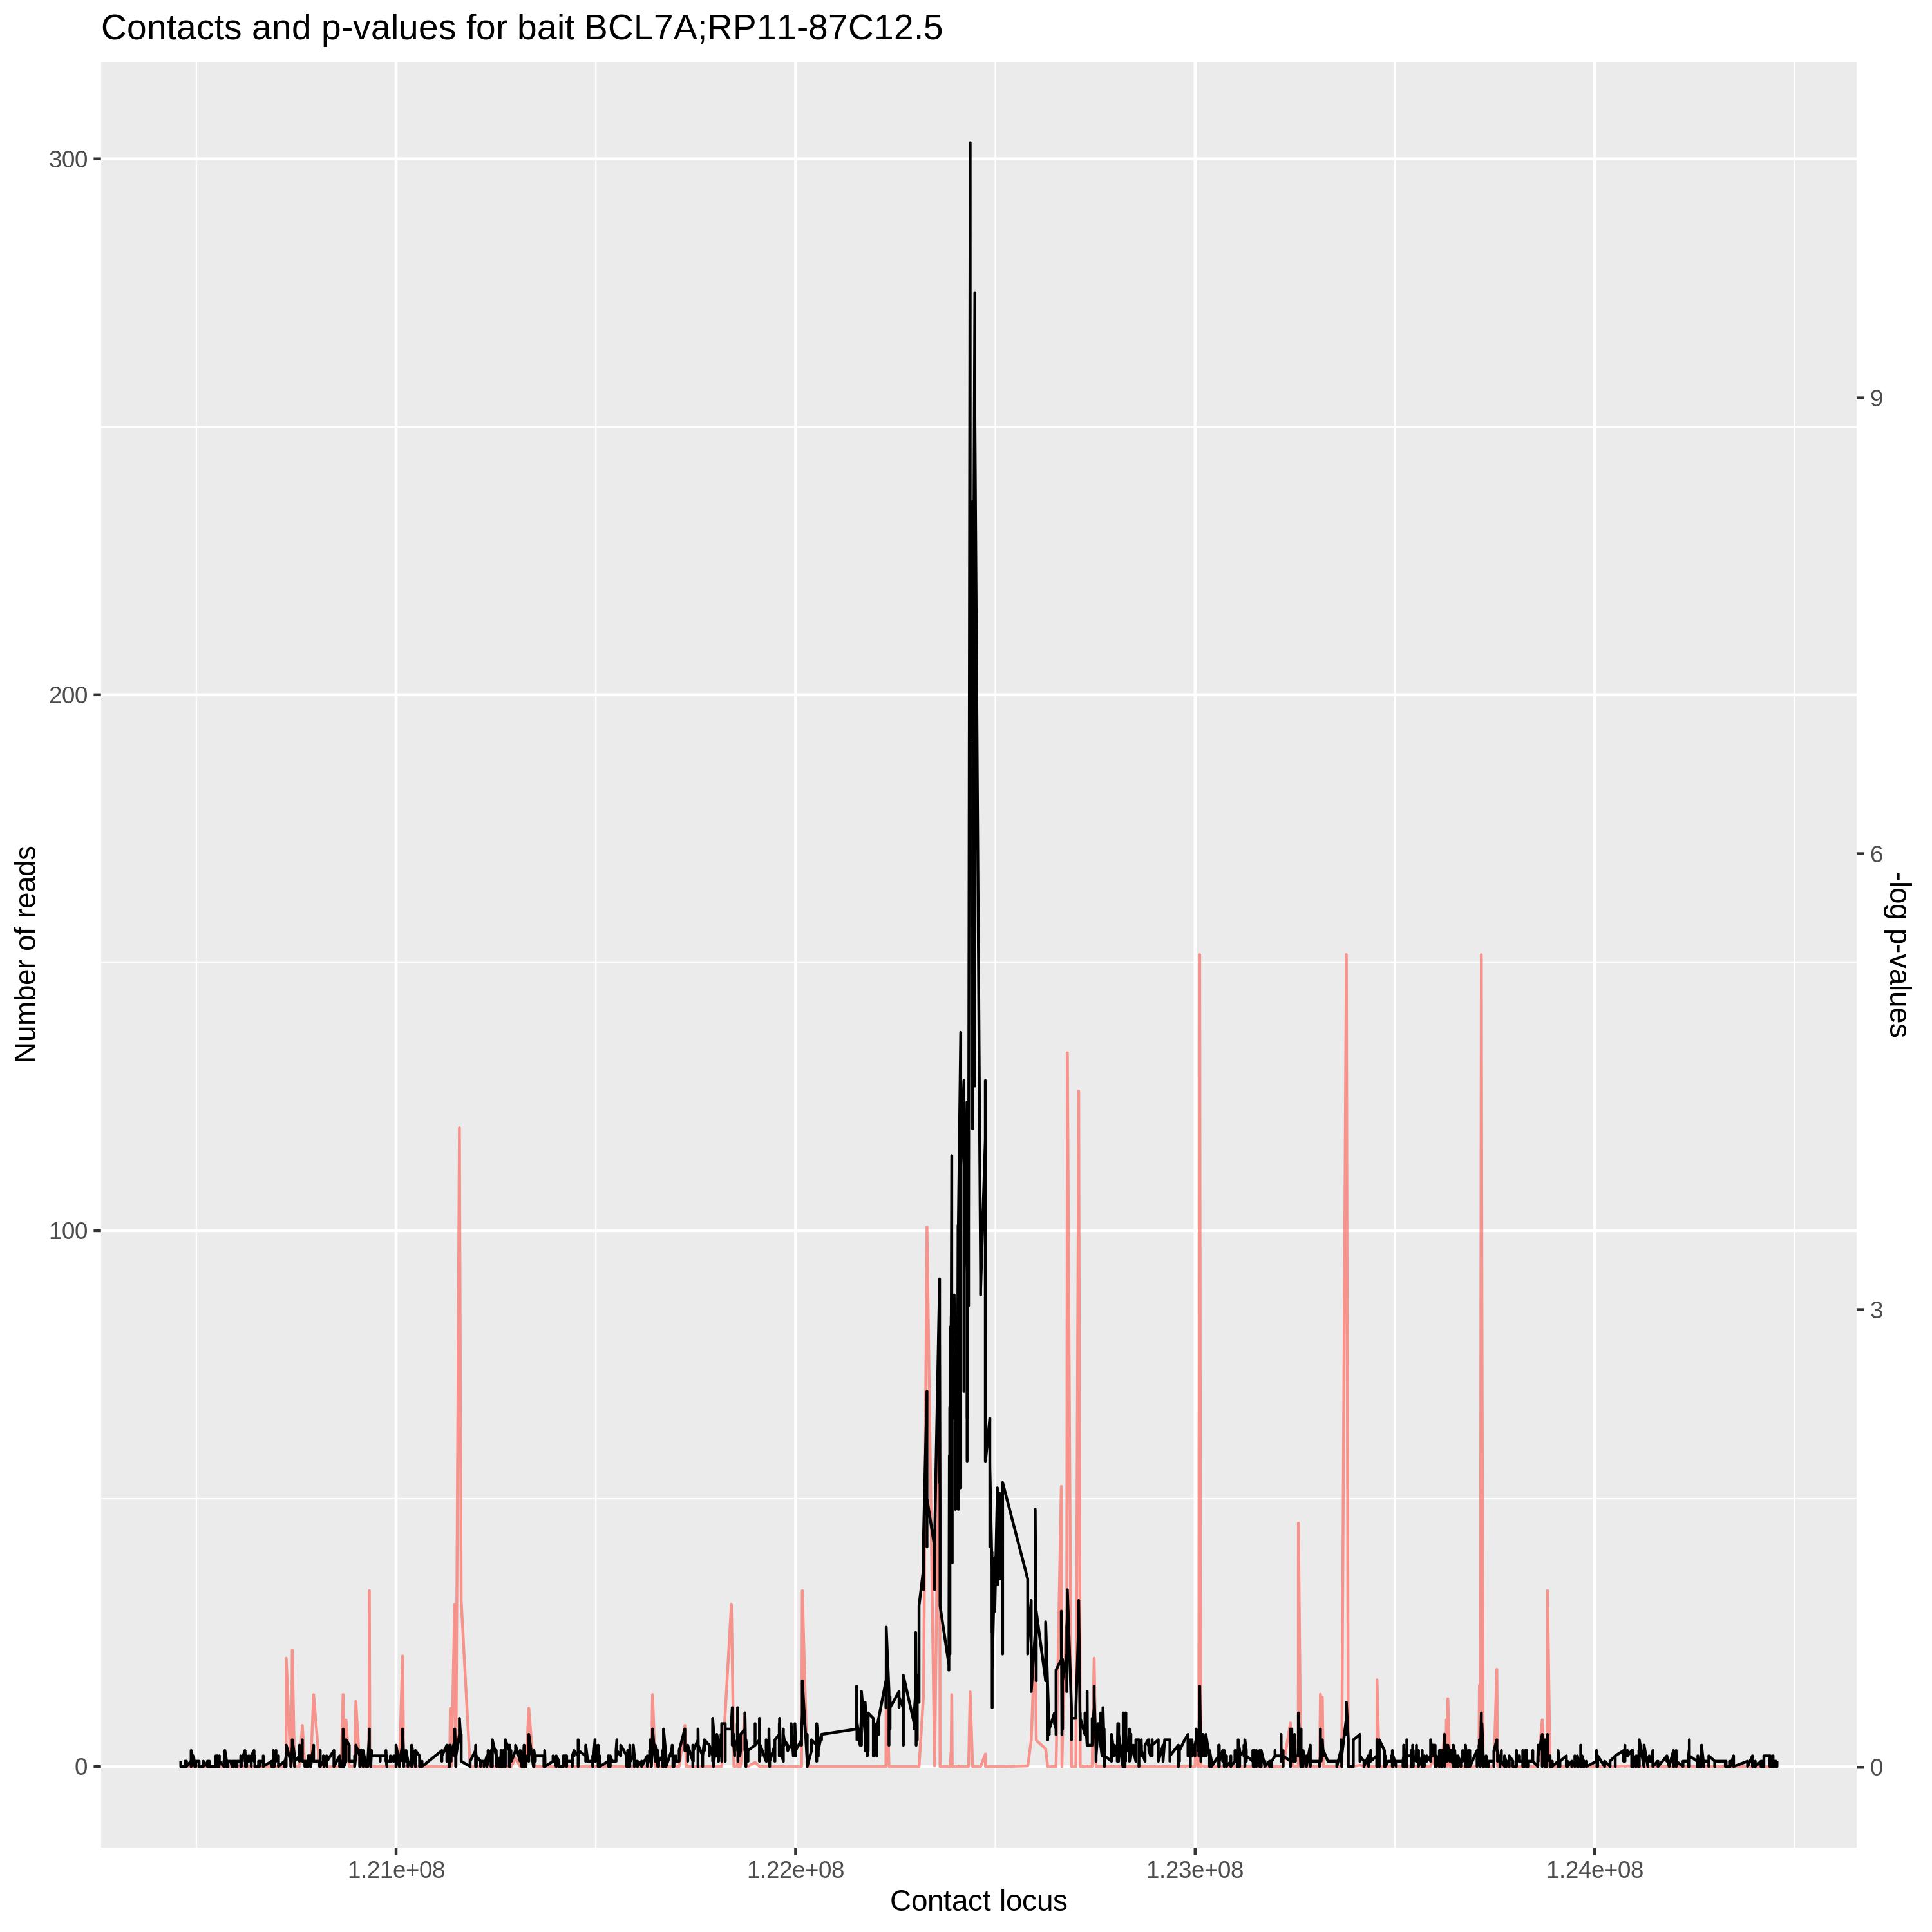 Contacts and p-values for bait BCL7A;RP11-87C12.5
300
200
100
0
Number of reads
9
6
3
0
-log p-values
1.21e+08
1.22e+08
1.23e+08
1.24e+08
Contact locus